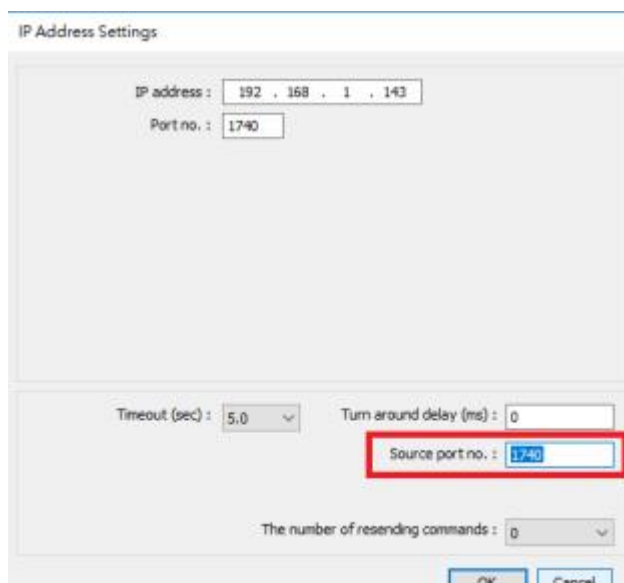 IP Address Settings
IP address : 192 . 168 . 1 . 143
Port no. : 1740
Timeout (sec) : 5.0 Turn around delay (ms) : 0
Source port no. : 1740
The number of resending commands : 0
OK Cancel